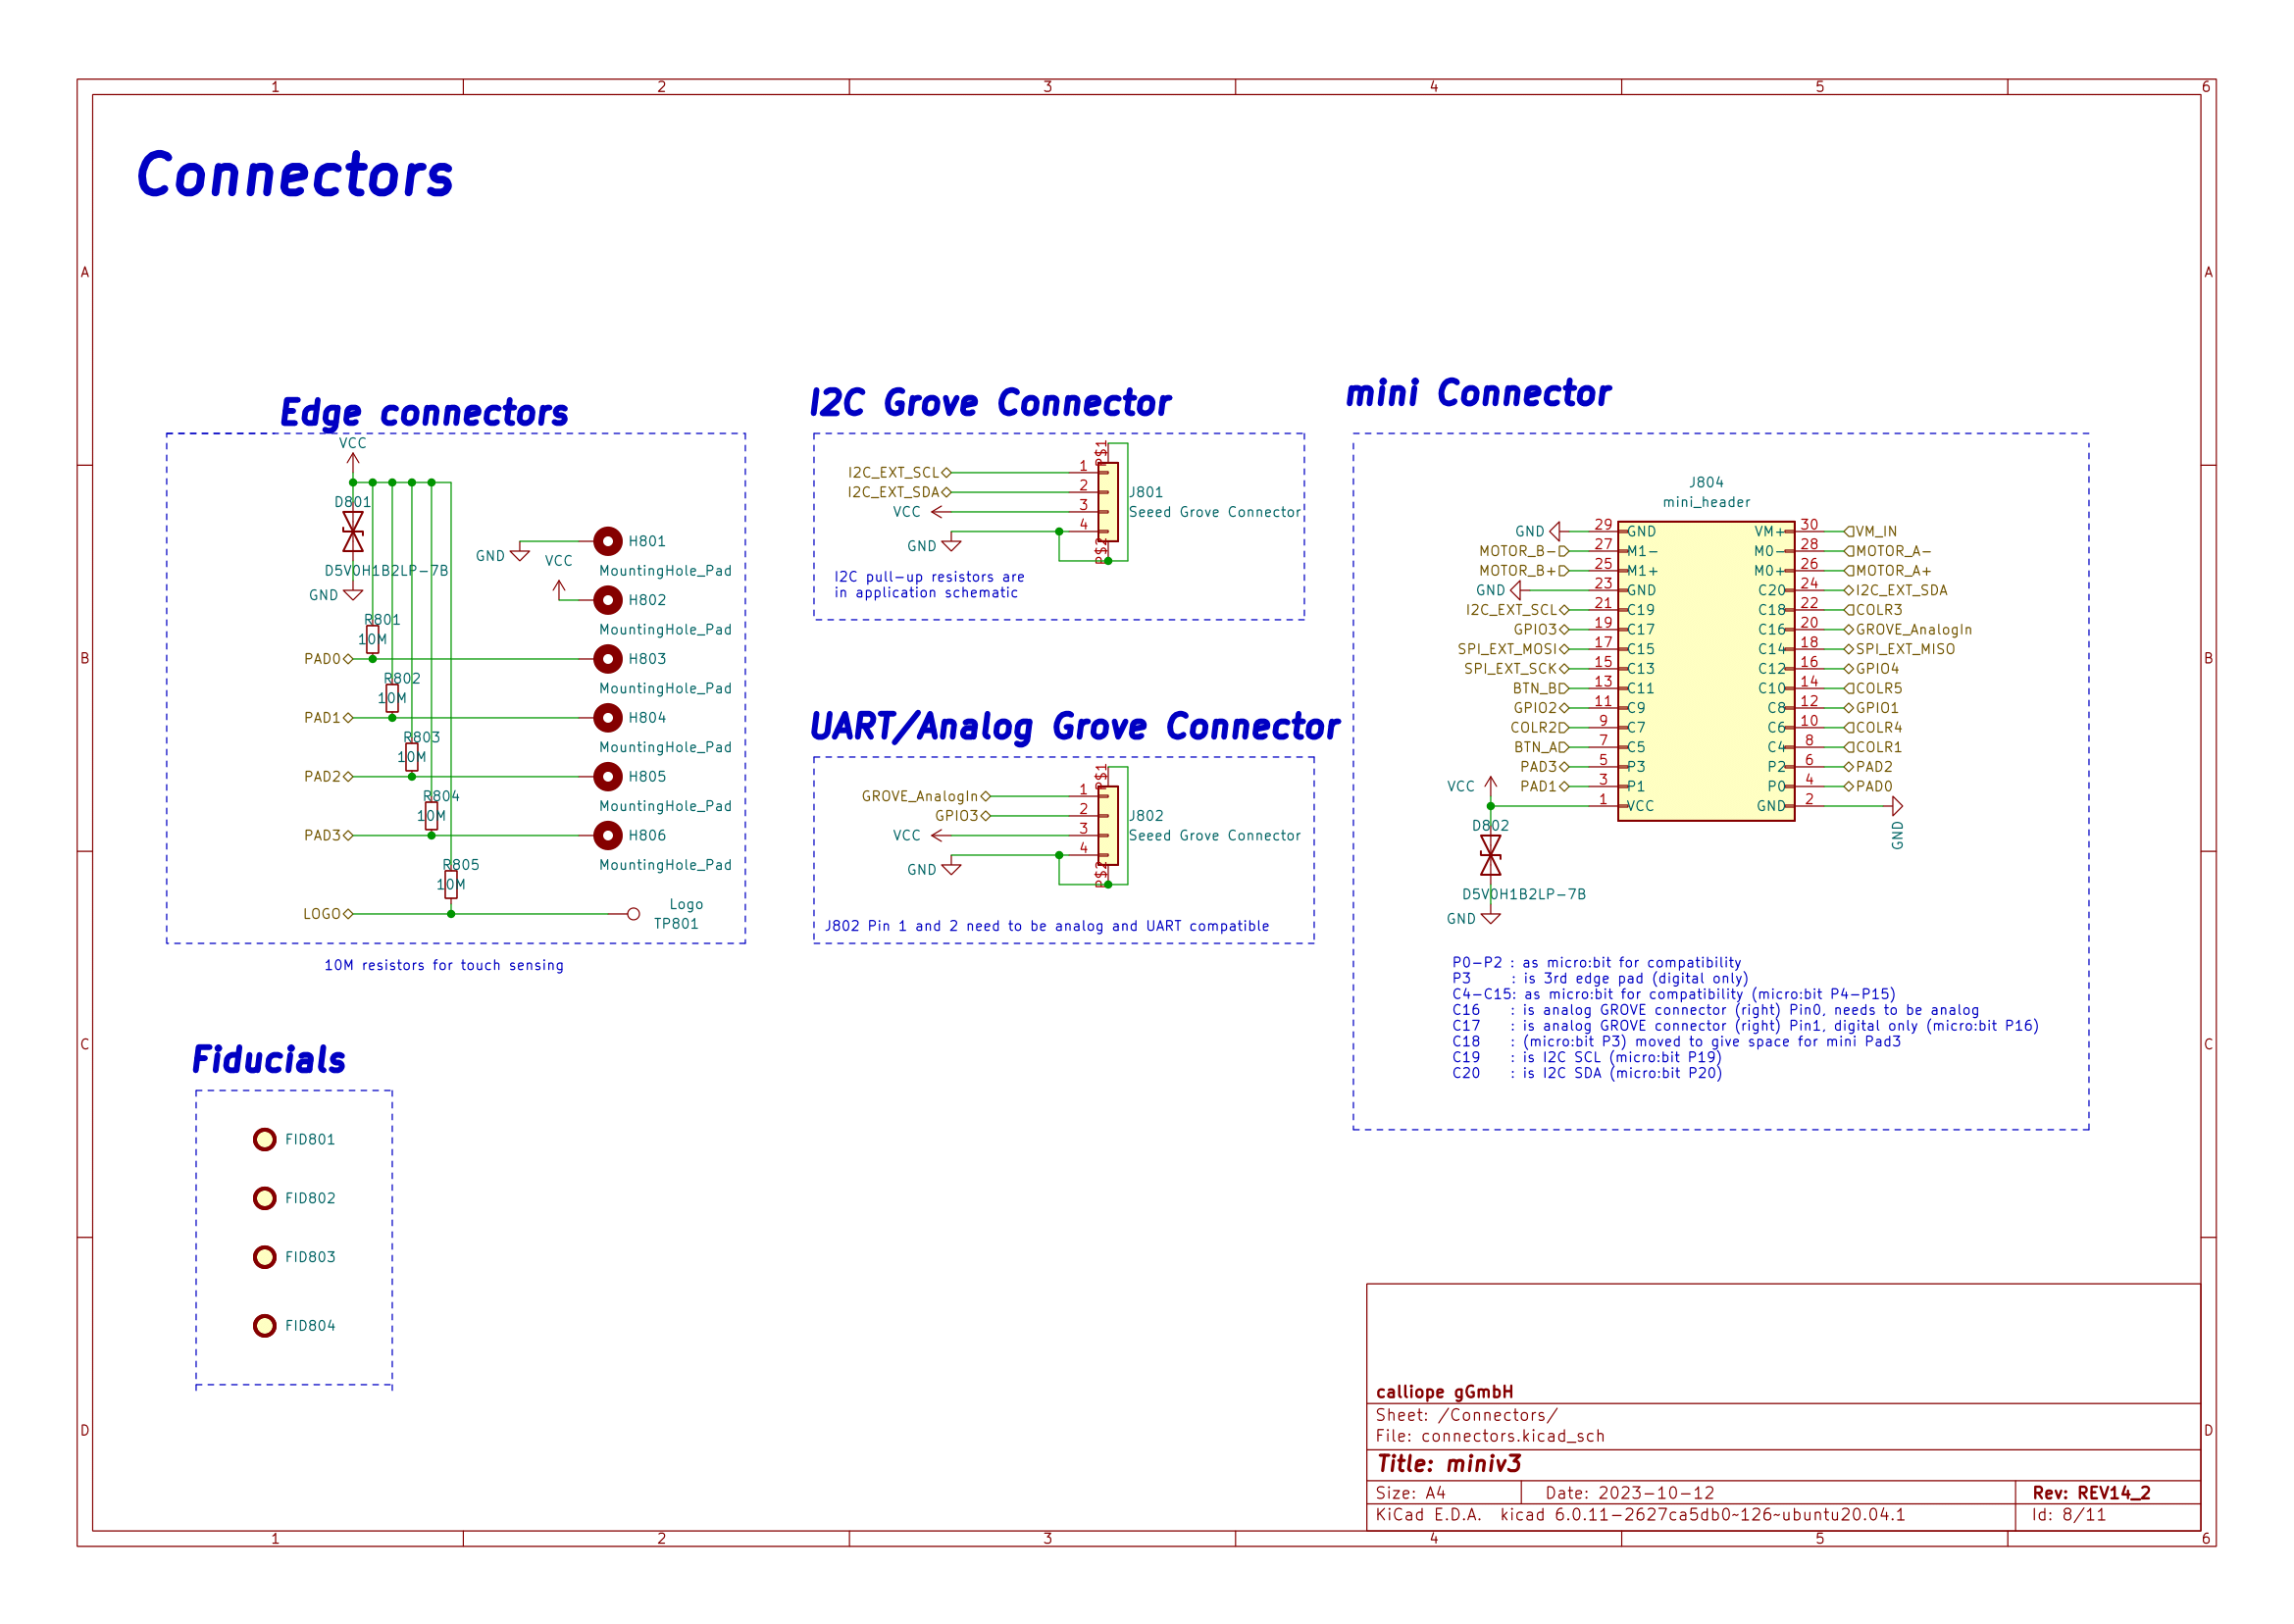 1 2 3 4 5 6
A A
B B
C C
D D
1 2 3 4 5 6
Connectors
Edge connectors
VCC
D801
D5V0H1B2LP-7B
GND
GND
VCC
H801
MountingHole_Pad
H802
MountingHole_Pad
R801
10M
PAD0
H803
MountingHole_Pad
R802
10M
PAD1
H804
MountingHole_Pad
R803
10M
PAD2
H805
MountingHole_Pad
R804
10M
PAD3
H806
MountingHole_Pad
R805
10M
LOGO
Logo
TP801
10M resistors for touch sensing
Fiducials
FID801
FID802
FID803
FID804
I2C Grove Connector
P$1
I2C_EXT_SCL 1
I2C_EXT_SDA 2
VCC 3
4
GND
P$2
J801
Seeed Grove Connector
I2C pull-up resistors are
in application schematic
UART/Analog Grove Connector
P$1
GROVE_AnalogIn 1
GPIO3 2
VCC 3
4
GND
P$2
J802
Seeed Grove Connector
J802 Pin 1 and 2 need to be analog and UART compatible
mini Connector
J804
mini_header
GND 29 GND VM+ 30 VM_IN
MOTOR_B- 27 M1- M0- 28 MOTOR_A-
MOTOR_B+ 25 M1+ M0+ 26 MOTOR_A+
GND 23 GND C20 24 I2C_EXT_SDA
I2C_EXT_SCL 21 C19 C18 22 COLR3
GPIO3 19 C17 C16 20 GROVE_AnalogIn
SPI_EXT_MOSI 17 C15 C14 18 SPI_EXT_MISO
SPI_EXT_SCK 15 C13 C12 16 GPIO4
BTN_B 13 C11 C10 14 COLR5
GPIO2 11 C9 C8 12 GPIO1
COLR2 9 C7 C6 10 COLR4
BTN_A 7 C5 C4 8 COLR1
PAD3 5 P3 P2 6 PAD2
PAD1 3 P1 P0 4 PAD0
VCC 1 VCC GND 2 GND
D802
D5V0H1B2LP-7B
GND
P0-P2 : as micro:bit for compatibility
P3 : is 3rd edge pad (digital only)
C4-C15: as micro:bit for compatibility (micro:bit P4-P15)
C16 : is analog GROVE connector (right) Pin0, needs to be analog
C17 : is analog GROVE connector (right) Pin1, digital only (micro:bit P16)
C18 : (micro:bit P3) moved to give space for mini Pad3
C19 : is I2C SCL (micro:bit P19)
C20 : is I2C SDA (micro:bit P20)
calliope gGmbH
Sheet: /Connectors/
File: connectors.kicad_sch
Title: miniv3
Size: A4 Date: 2023-10-12 Rev: REV14_2
KiCad E.D.A. kicad 6.0.11-2627ca5db0~126~ubuntu20.04.1 Id: 8/11